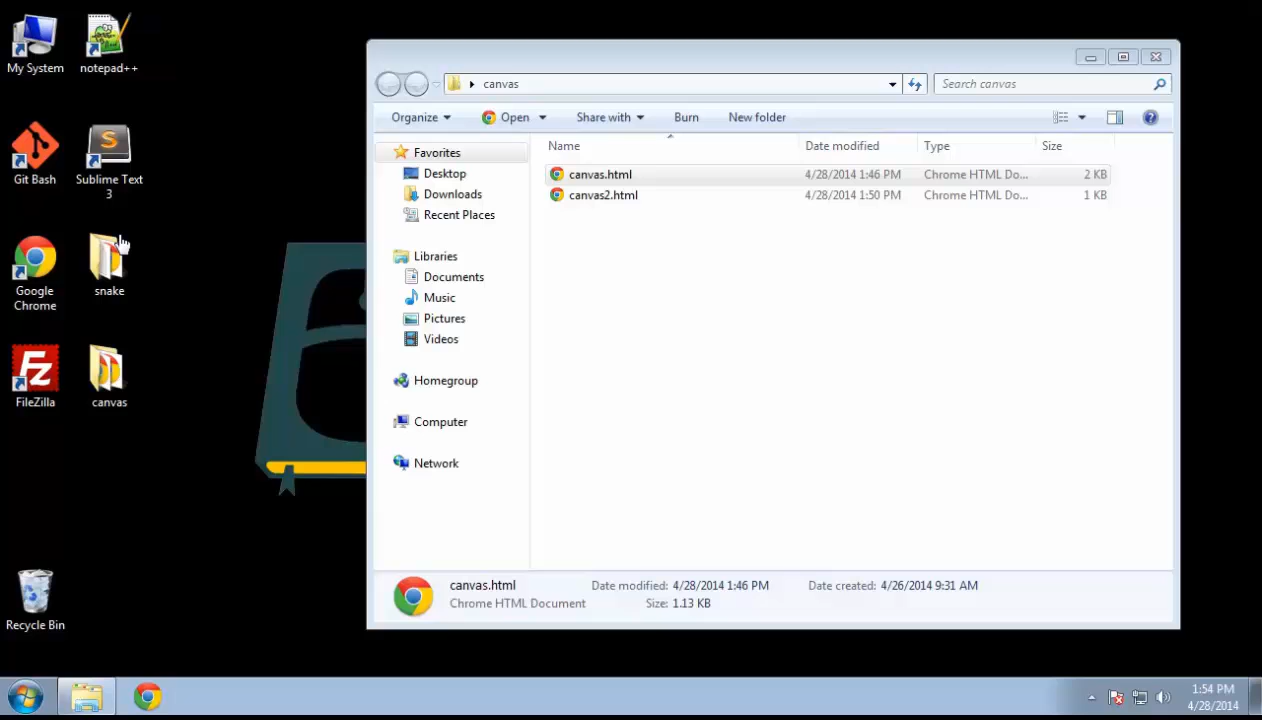 My System
notepad++
Git Bash
Sublime Text
3
Google
Chrome
snake
FileZilla
canvas
Recycle Bin
canvas
Search canvas
Organize
Open
Share with
Burn
New folder
Favorites
Desktop
Downloads
Recent Places
Libraries
Documents
Music
Pictures
Videos
Homegroup
Computer
Network
Name Date modified Type Size
canvas.html 4/28/2014 1:46 PM Chrome HTML Do... 2 KB
canvas2.html 4/28/2014 1:50 PM Chrome HTML Do... 1 KB
canvas.html Date modified: 4/28/2014 1:46 PM Date created: 4/26/2014 9:31 AM
Chrome HTML Document Size: 1.13 KB
1:54 PM
4/28/2014